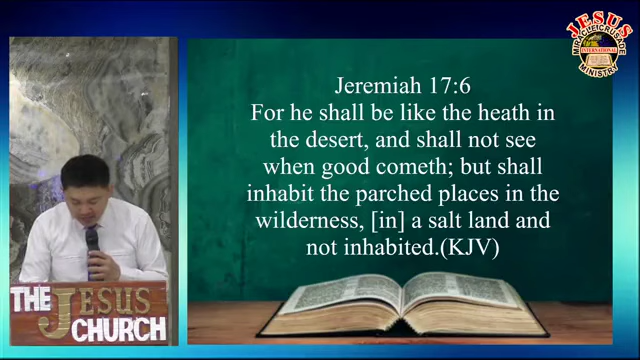 JESUS
MIRACLE CRUSADE
INTERNATIONAL
MINISTRY
Jeremiah 17:6
For he shall be like the heath in
the desert, and shall not see
when good cometh; but shall
inhabit the parched places in the
wilderness, [in] a salt land and
not inhabited.(KJV)
THE JESUS
CHURCH